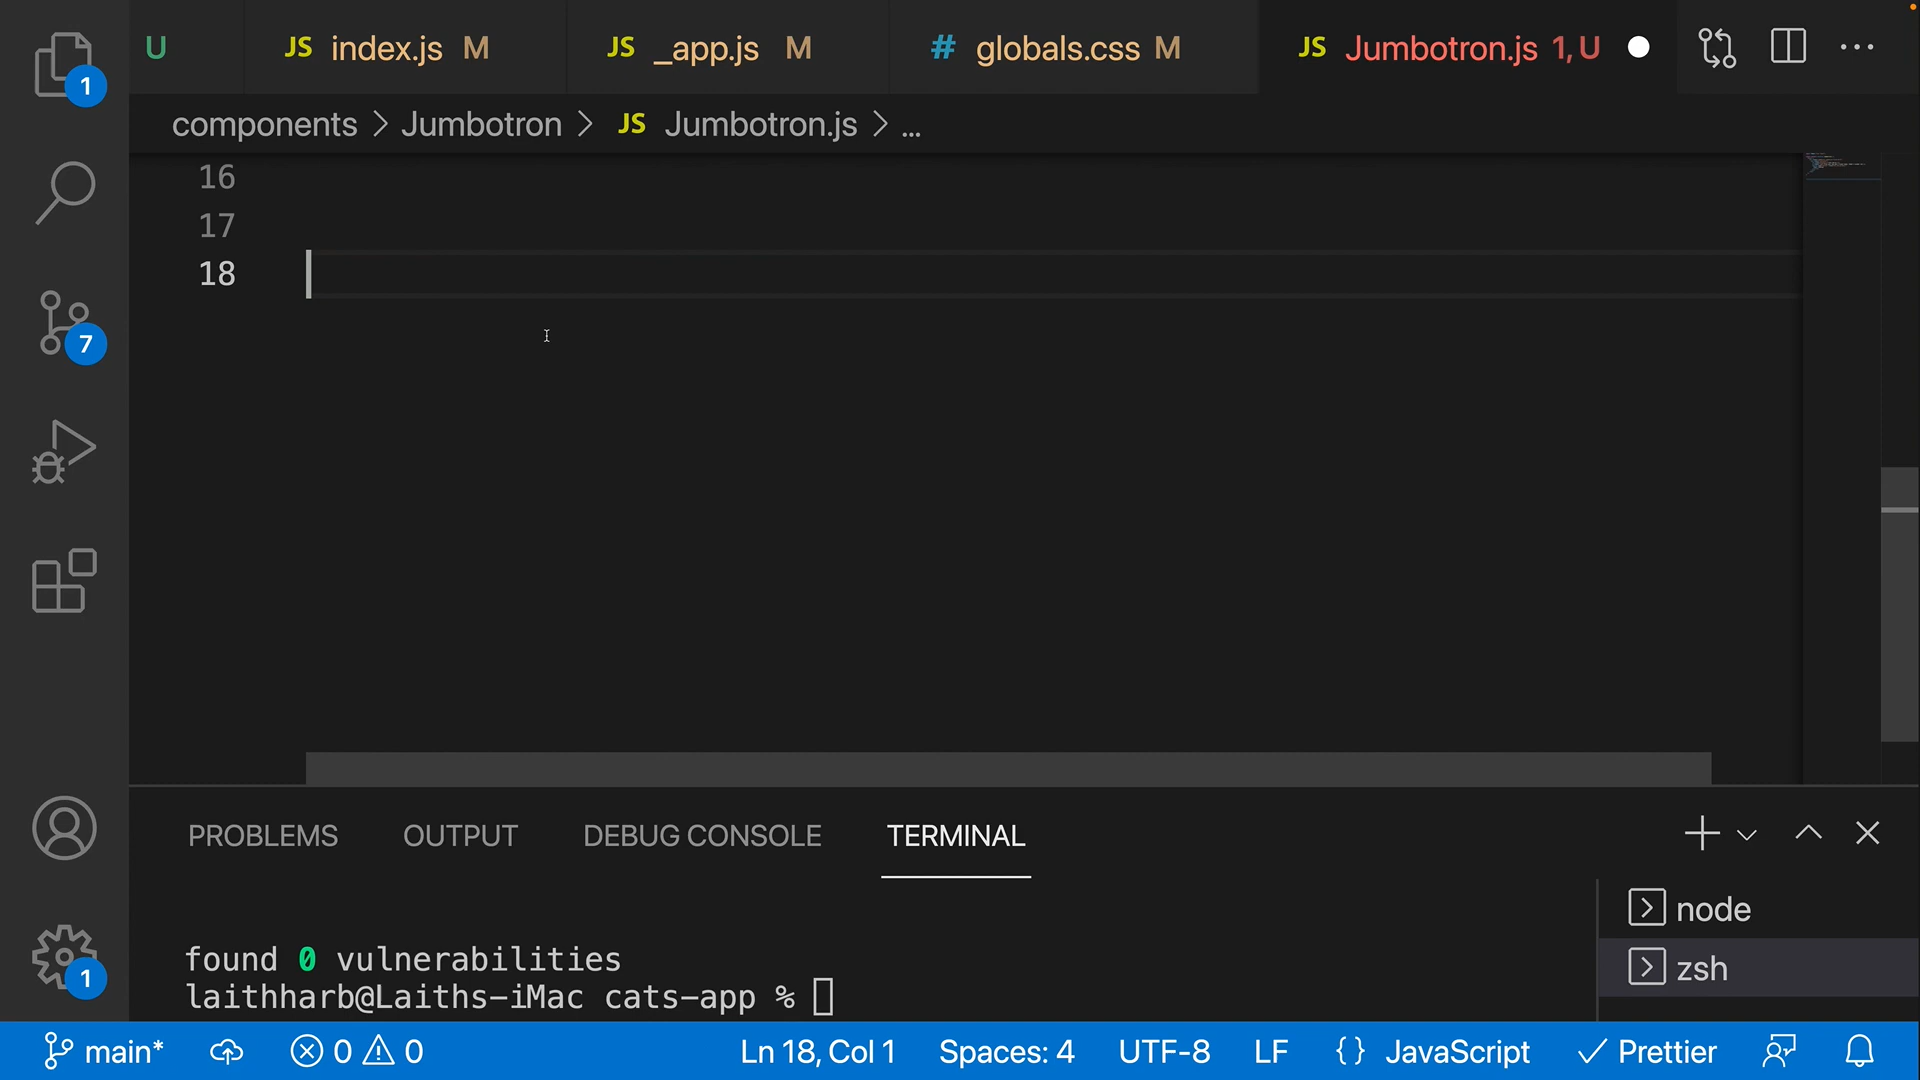 U JS index.js M JS _app.js M # globals.css M JS Jumbotron.js 1, U
components > Jumbotron > JS Jumbotron.js > ...
1
16
17
18
7
PROBLEMS OUTPUT DEBUG CONSOLE TERMINAL
node
zsh
found 0 vulnerabilities
laithharb@Laiths-iMac cats-app %
1
main* 0 0 Ln 18, Col 1 Spaces: 4 UTF-8 LF {} JavaScript Prettier